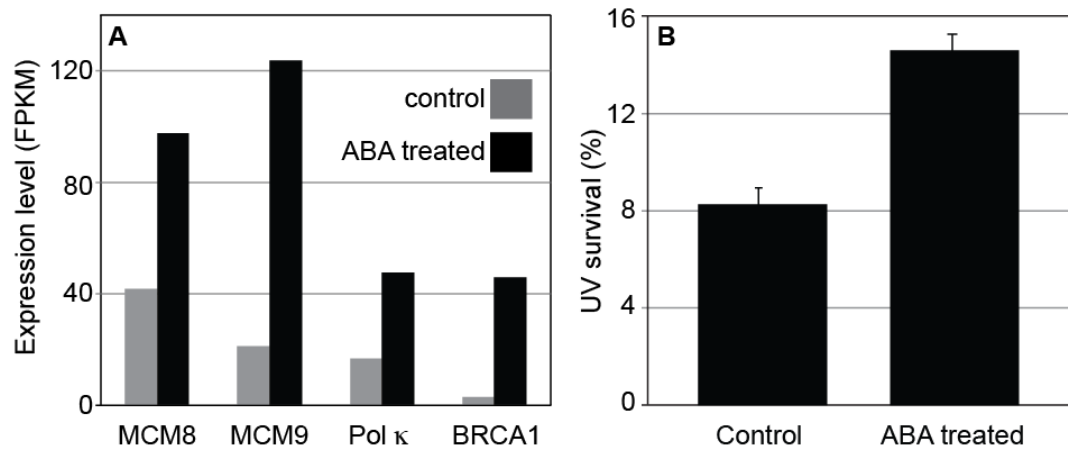 A
Expression level (FPKM)
120
80
40
0
control
ABA treated
MCM8 MCM9 Pol κ BRCA1
B
UV survival (%)
16
12
8
4
0
Control ABA treated